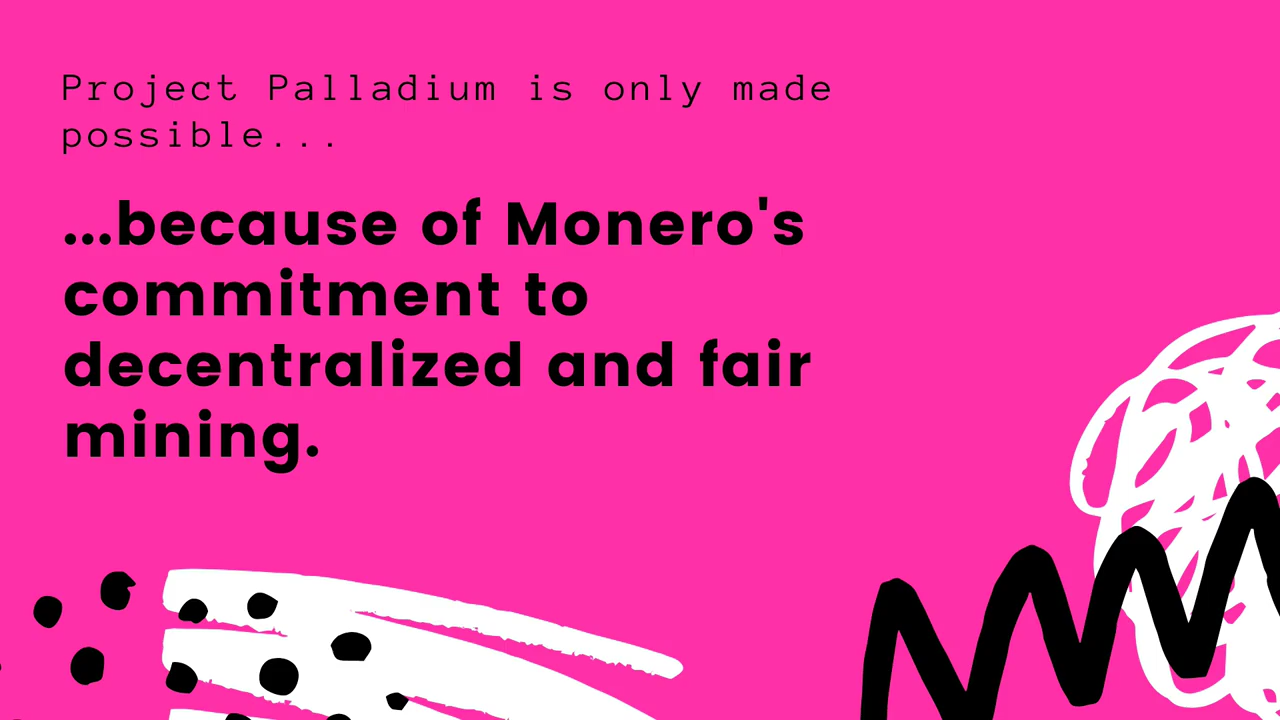 Project Palladium is only made
possible...
...because of Monero's
commitment to
decentralized and fair
mining.